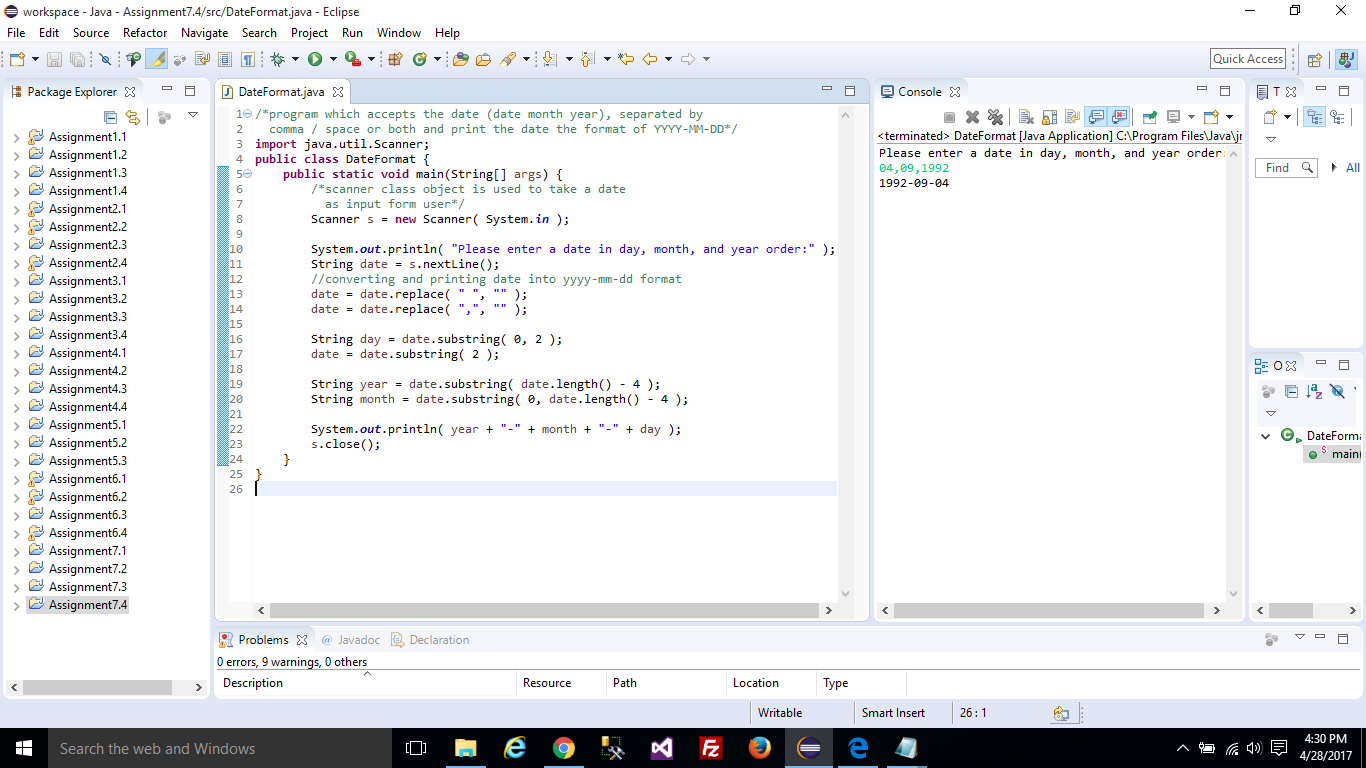 workspace - Java - Assignment7.4/src/DateFormat.java - Eclipse
File Edit Source Refactor Navigate Search Project Run Window Help
Quick Access
Package Explorer
Assignment1.1
Assignment1.2
Assignment1.3
Assignment1.4
Assignment2.1
Assignment2.2
Assignment2.3
Assignment2.4
Assignment3.1
Assignment3.2
Assignment3.3
Assignment3.4
Assignment4.1
Assignment4.2
Assignment4.3
Assignment4.4
Assignment5.1
Assignment5.2
Assignment5.3
Assignment6.1
Assignment6.2
Assignment6.3
Assignment6.4
Assignment7.1
Assignment7.2
Assignment7.3
Assignment7.4
DateFormat.java
1 /*program which accepts the date (date month year), separated by
2   comma / space or both and print the date the format of YYYY-MM-DD*/
3 import java.util.Scanner;
4 public class DateFormat {
5     public static void main(String[] args) {
6         /*scanner class object is used to take a date
7           as input form user*/
8         Scanner s = new Scanner( System.in );
9
10         System.out.println( "Please enter a date in day, month, and year order:" );
11         String date = s.nextLine();
12         //converting and printing date into yyyy-mm-dd format
13         date = date.replace( " ", "" );
14         date = date.replace( ",", "" );
15
16         String day = date.substring( 0, 2 );
17         date = date.substring( 2 );
18
19         String year = date.substring( date.length() - 4 );
20         String month = date.substring( 0, date.length() - 4 );
21
22         System.out.println( year + "-" + month + "-" + day );
23         s.close();
24     }
25 }
26
Console
<terminated> DateFormat [Java Application] C:\Program Files\Java\jr
Please enter a date in day, month, and year order:
04,09,1992
1992-09-04
T
Find
All
O
DateForma
main(
Problems @ Javadoc Declaration
0 errors, 9 warnings, 0 others
Description Resource Path Location Type
Writable Smart Insert 26 : 1
Search the web and Windows
4:30 PM
4/28/2017